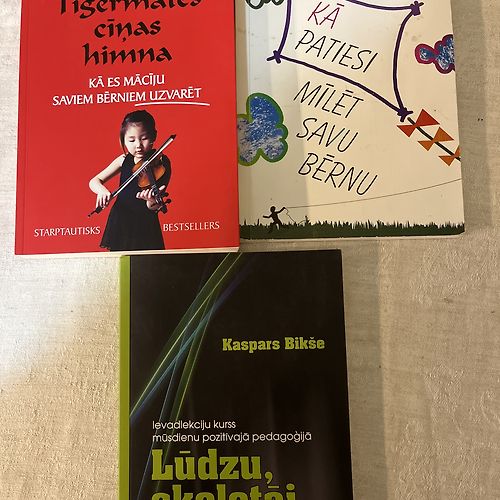 Tīģermātes
cīņas
himna
KĀ ES MĀCĪJU
SAVIEM BĒRNIEM UZVARĒT
STARPTAUTISKS BESTSELLERS
KĀ
PATIESI
MĪLĒT
SAVU
BĒRNU
Kaspars Bikše
Ievadlekciju kurss
mūsdienu pozitīvajā pedagoģijā
Lūdzu,